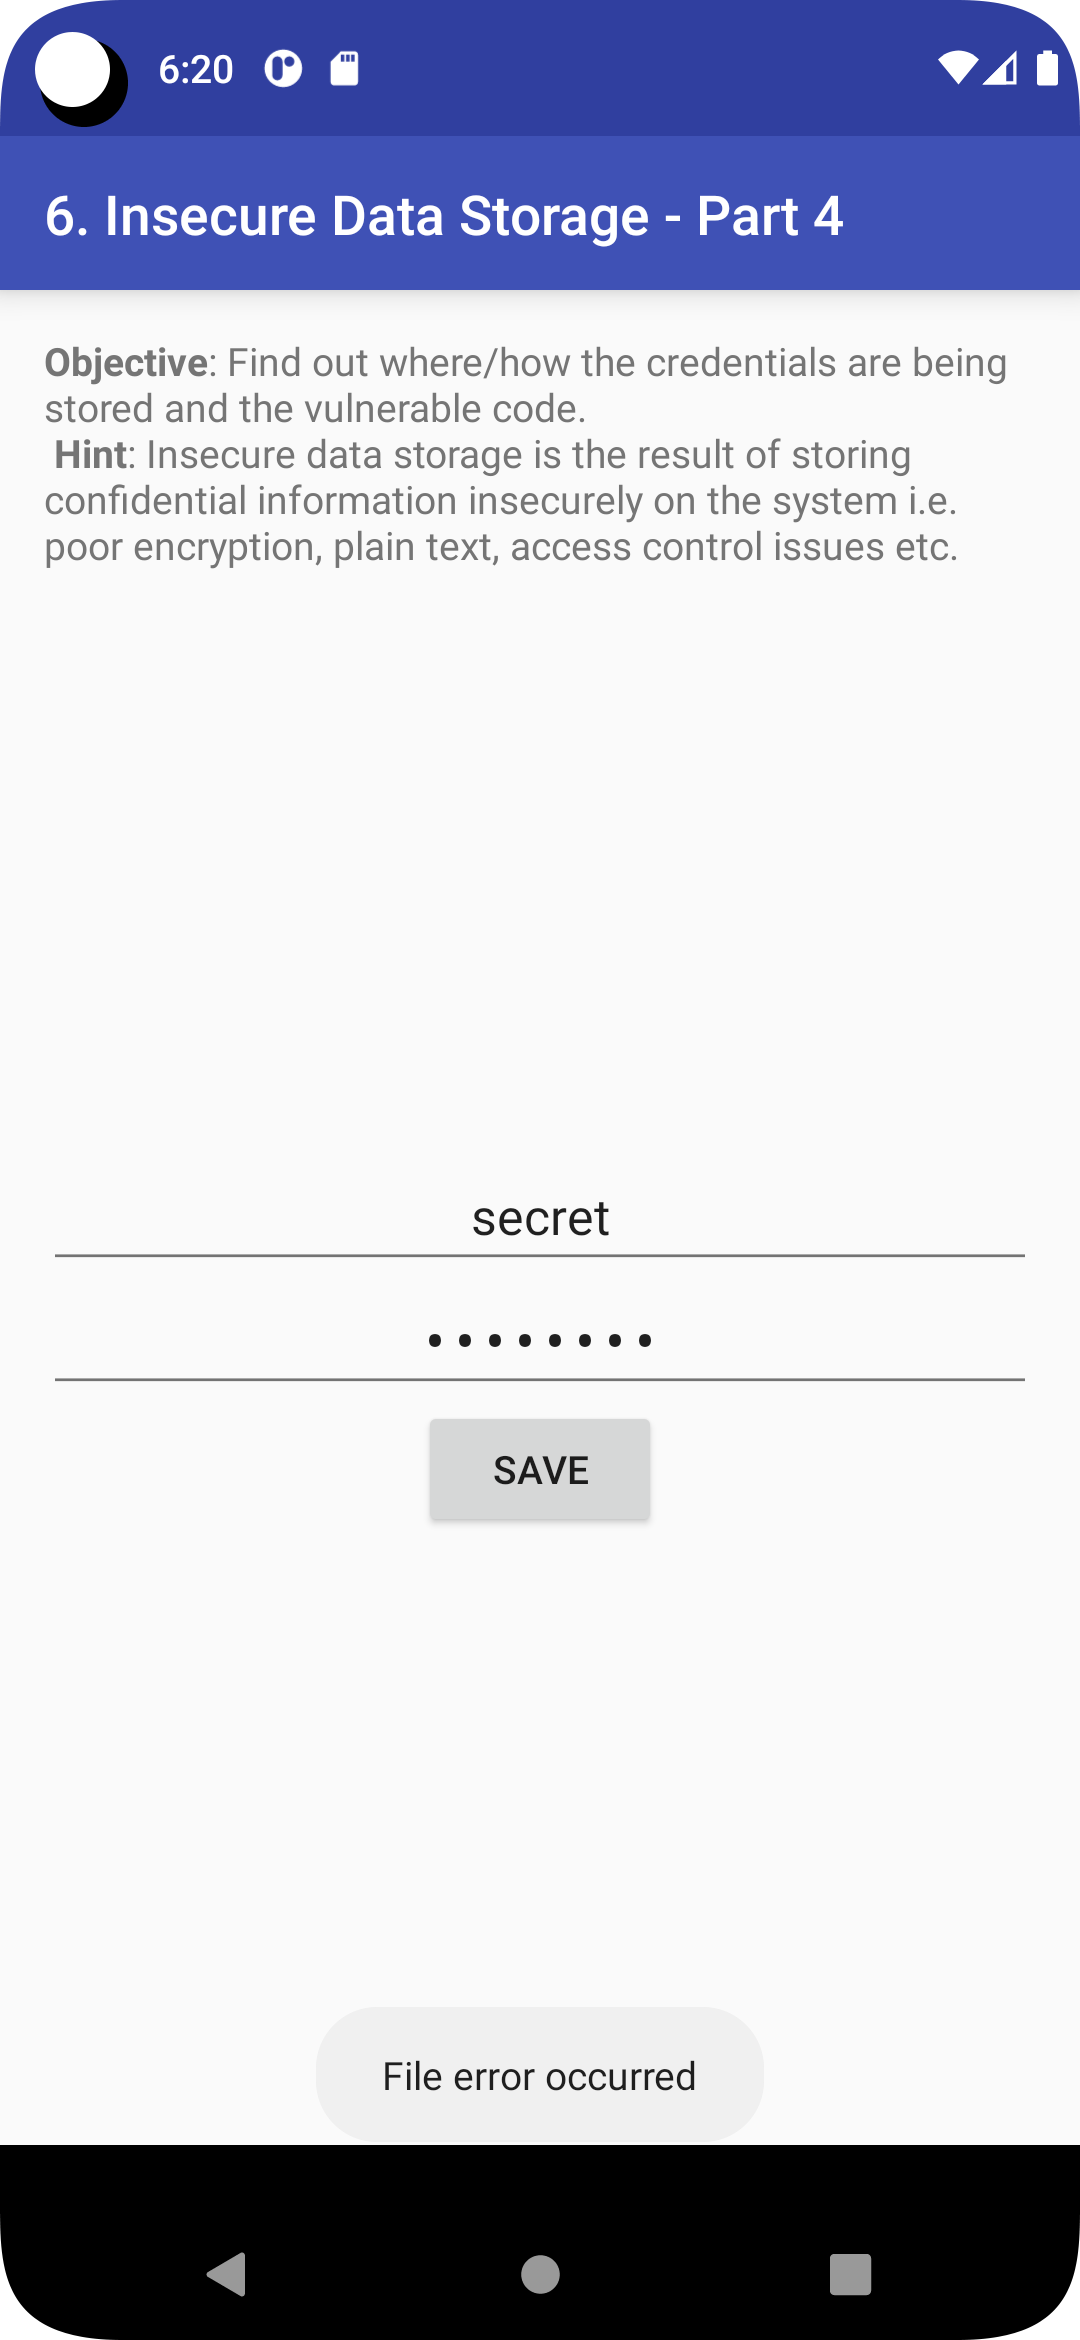 6:20
6. Insecure Data Storage - Part 4
Objective: Find out where/how the credentials are being
stored and the vulnerable code.
Hint: Insecure data storage is the result of storing
confidential information insecurely on the system i.e.
poor encryption, plain text, access control issues etc.
secret
••••••••
SAVE
File error occurred